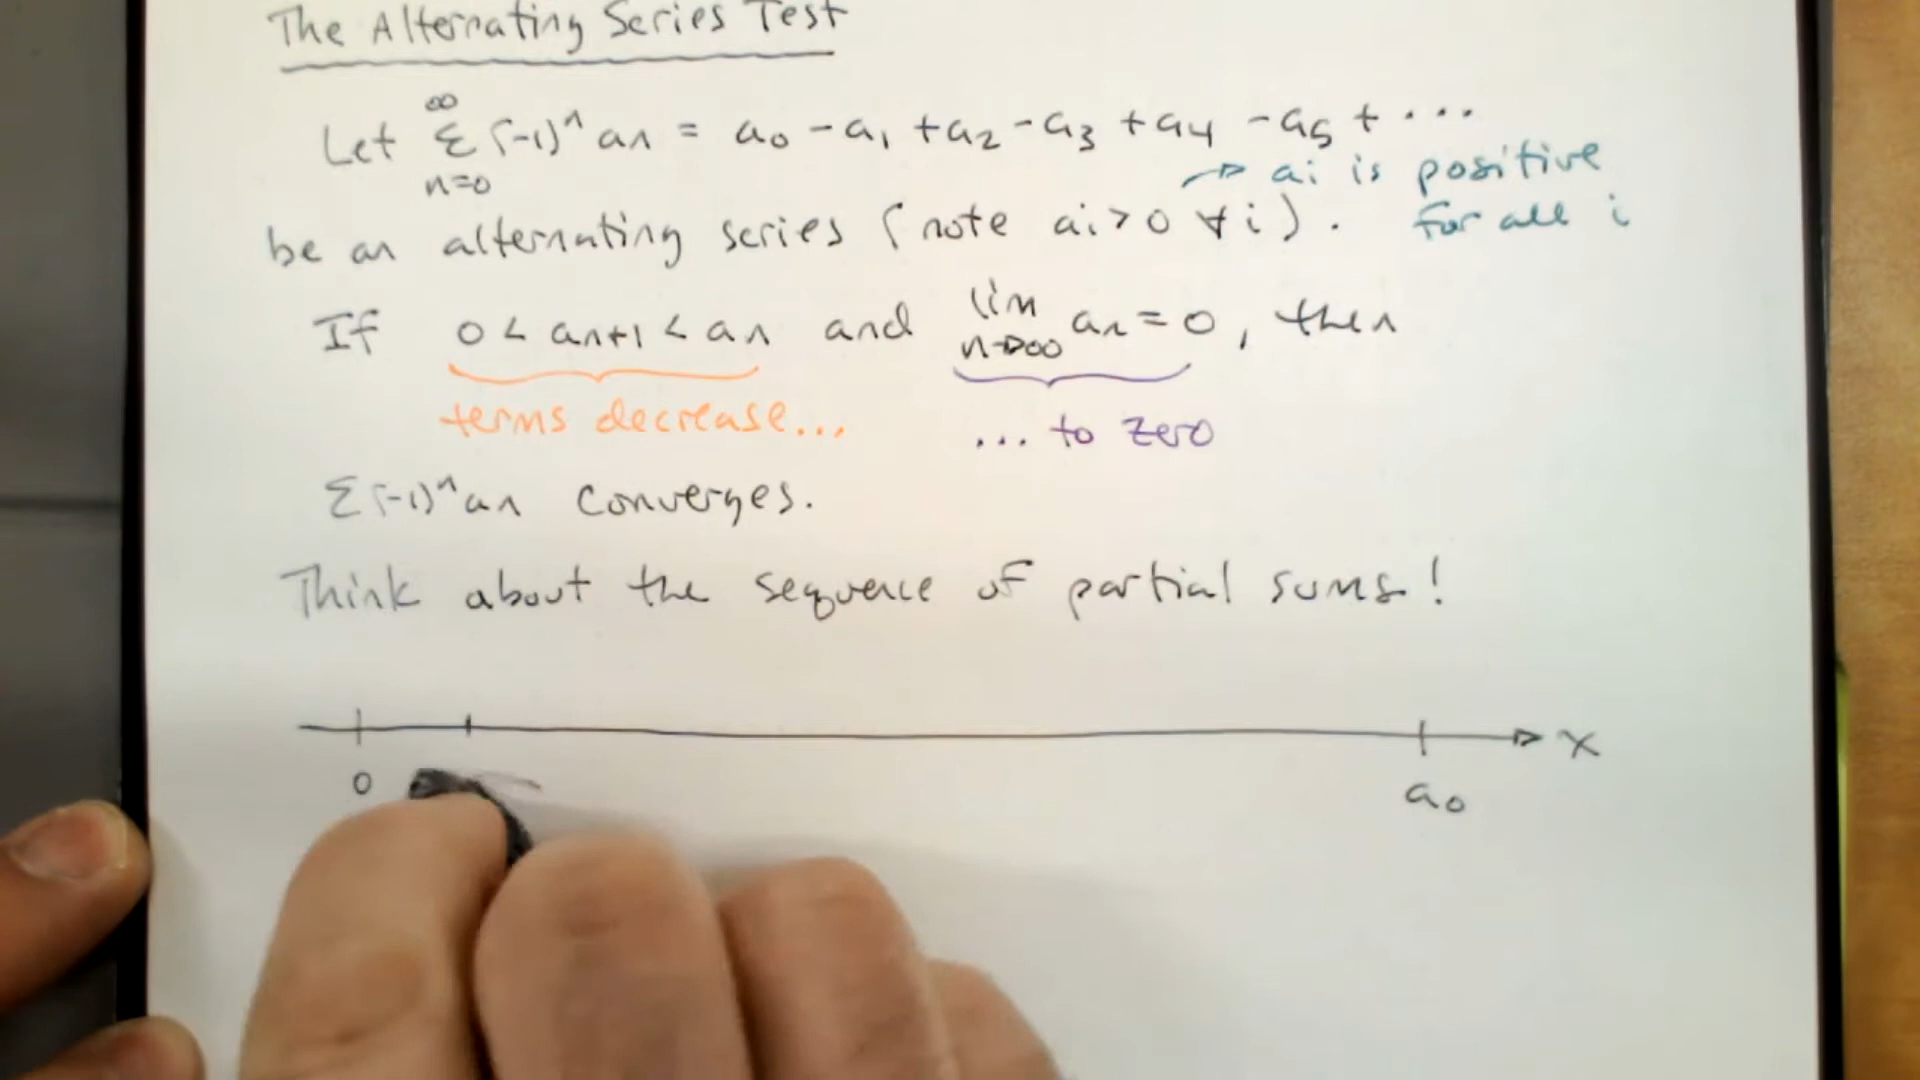 The Alternating Series Test
Let ∞ Σ n=0 (-1)^n an = a0 - a1 + a2 - a3 + a4 - a5 + ···
→ ai is positive
be an alternating series (note ai > 0 ∀ i). for all i
If 0 < an+1 < an and lim n→∞ an = 0, then
terms decrease... ... to zero
Σ(-1)^n an converges.
Think about the sequence of partial sums!
x
0 a0